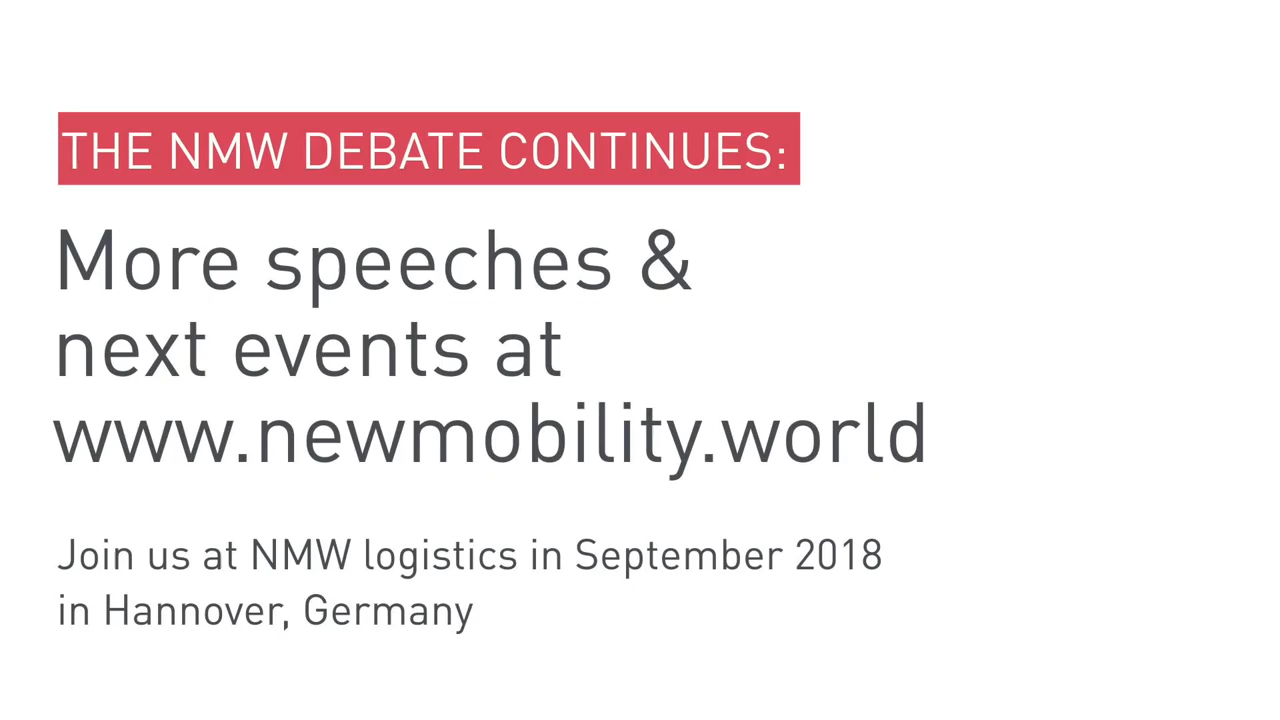 THE NMW DEBATE CONTINUES:
More speeches &
next events at
www.newmobility.world
Join us at NMW logistics in September 2018
in Hannover, Germany